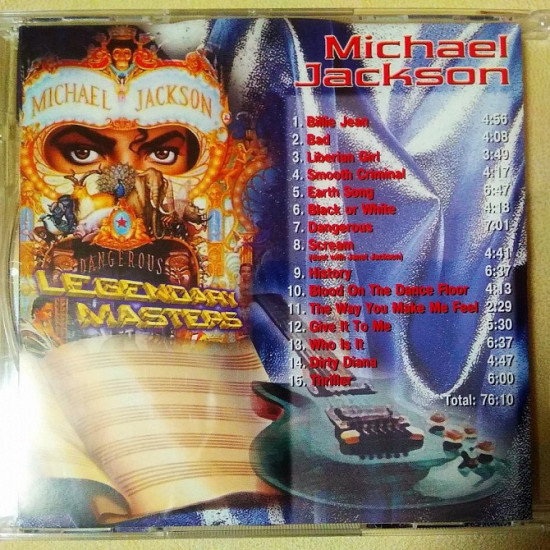 Michael
Jackson
MICHAEL JACKSON
DANGEROUS
LEGENDARY
MASTERS
1. Billie Jean 4:56
2. Bad 4:08
3. Liberian Girl 3:49
4. Smooth Criminal 4:17
5. Earth Song 6:47
6. Black or White 4:18
7. Dangerous 7:01
8. Scream
(duet with Janet Jackson) 4:41
9. History 6:37
10. Blood On The Dance Floor 4:13
11. The Way You Make Me Feel 2:29
12. Give It To Me 5:30
13. Who Is It 6:37
14. Dirty Diana 4:47
15. Thriller 6:00
Total: 76:10